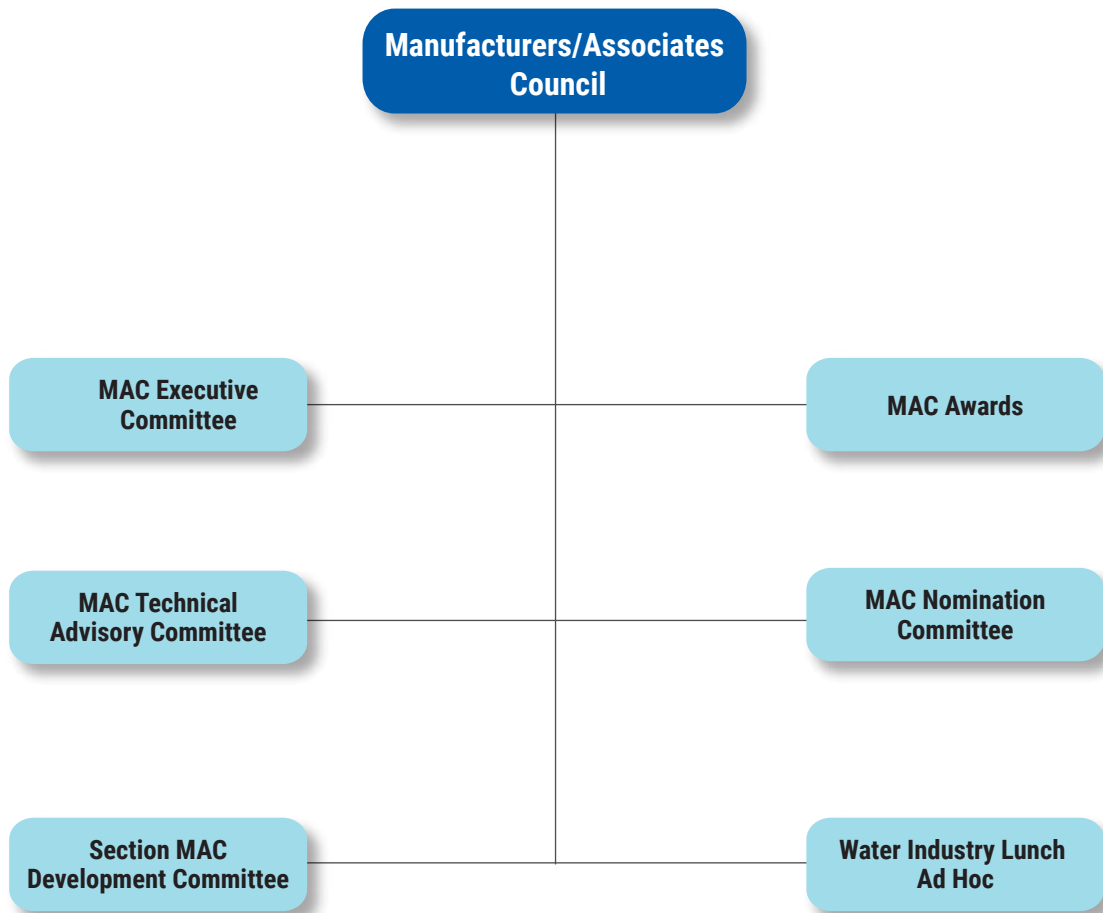 Manufacturers/Associates
Council
MAC Executive
Committee
MAC Awards
MAC Technical
Advisory Committee
MAC Nomination
Committee
Section MAC
Development Committee
Water Industry Lunch
Ad Hoc